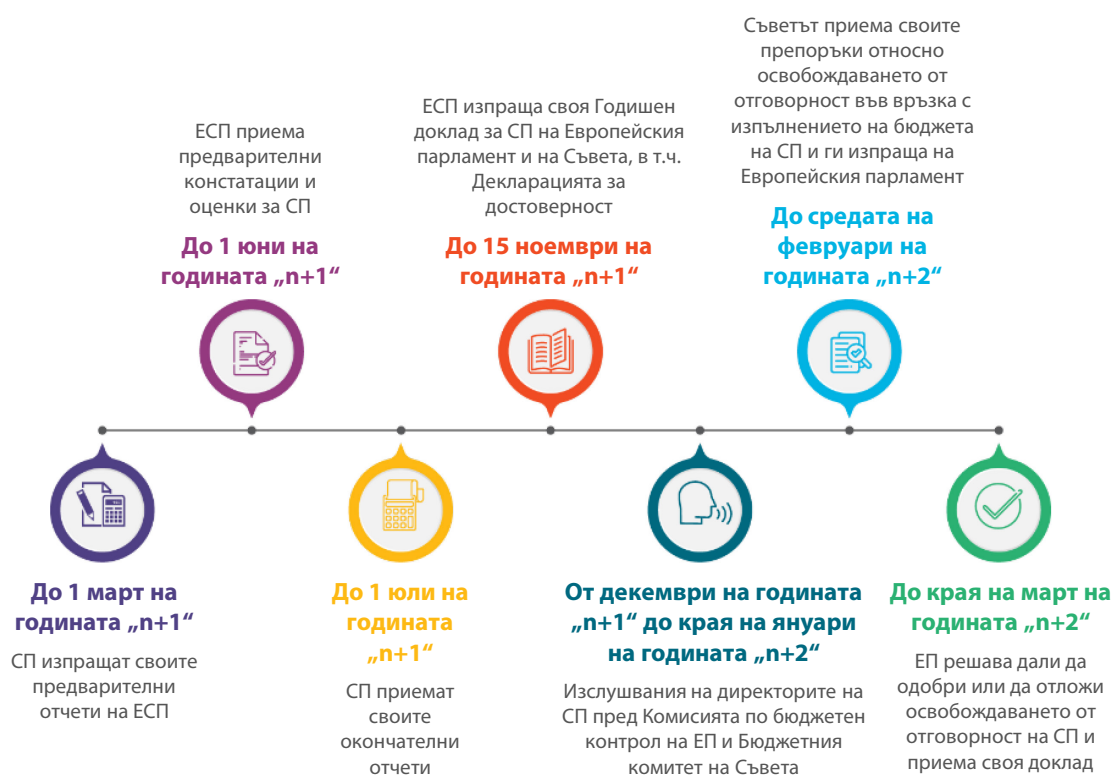 СП изпращат своите
предварителни
отчети на ЕСП
До 1 март на
годината „n+1“
ЕСП приема
предварителни
констатации и
оценки за СП
До 1 юни на
годината „n+1“
До 1 юли на
годината
„n+1“
СП приемат
своите
окончателни
отчети
ЕСП изпраща своя Годишен
доклад за СП на Европейския
парламент и на Съвета, в т.ч.
Декларацията за
достоверност
До 15 ноември на
годината „n+1“
От декември на годината
„n+1“ до края на януари
на годината „n+2“
Изслушвания на директорите на
СП пред Комисията по бюджетен
контрол на ЕП и Бюджетния
комитет на Съвета
Съветът приема своите
препоръки относно
освобождаването от
отговорност във връзка с
изпълнението на бюджета
на СП и ги изпраща на
Европейския парламент
До средата на
февруари на
годината „n+2“
До края на март на
годината „n+2“
ЕП решава дали да
одобри или да отложи
освобождаването от
отговорност на СП и
приема своя доклад